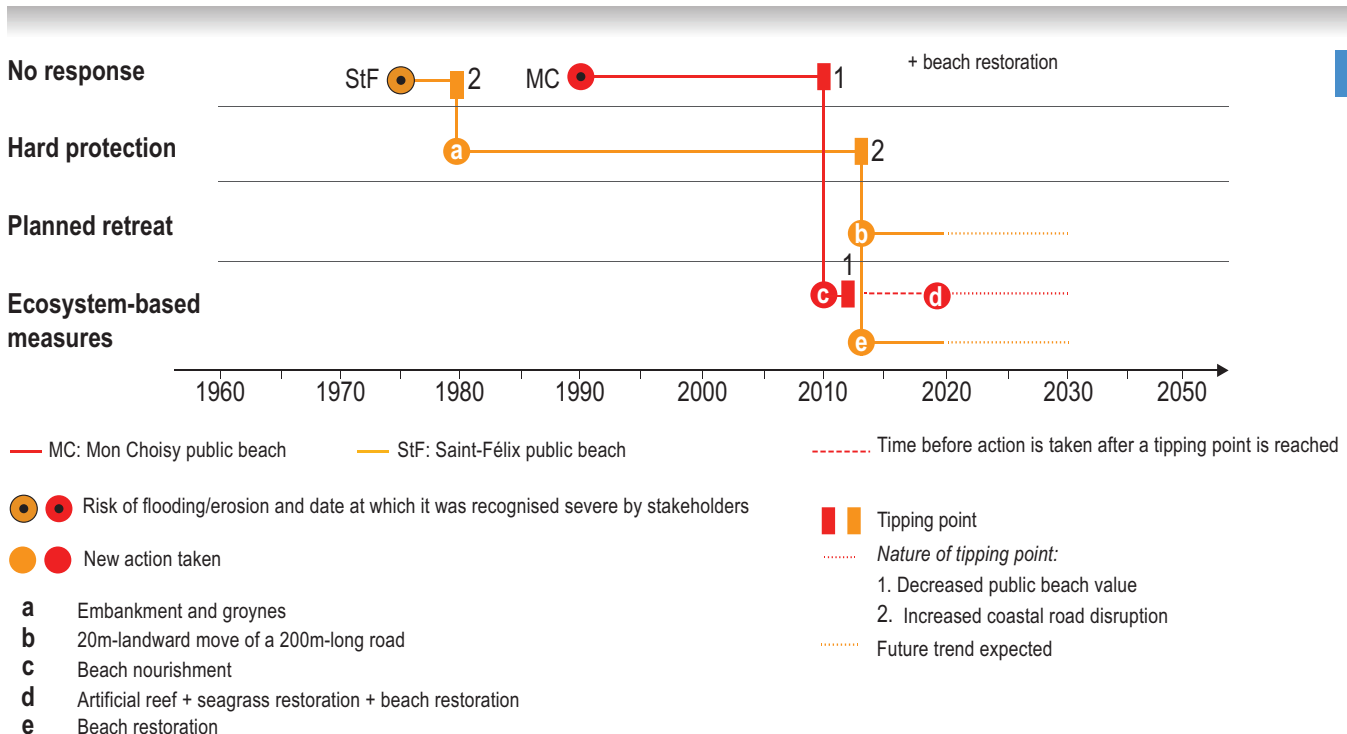 No response
StF
2
MC
1
+ beach restoration
Hard protection
a
2
Planned retreat
b
1
Ecosystem-based
measures
c
d
e
1960 1970 1980 1990 2000 2010 2020 2030 2050
MC: Mon Choisy public beach
StF: Saint-Félix public beach
Time before action is taken after a tipping point is reached
Risk of flooding/erosion and date at which it was recognised severe by stakeholders
New action taken
a Embankment and groynes
b 20m-landward move of a 200m-long road
c Beach nourishment
d Artificial reef + seagrass restoration + beach restoration
e Beach restoration
Tipping point
Nature of tipping point:
1. Decreased public beach value
2. Increased coastal road disruption
Future trend expected